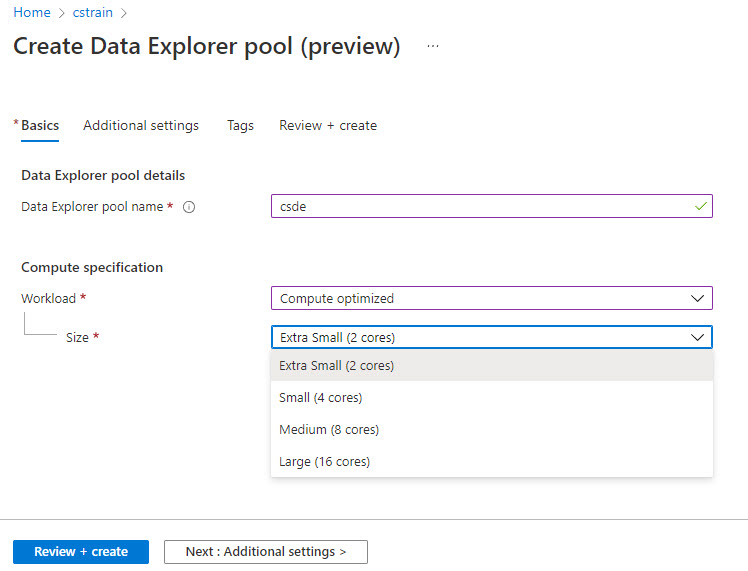 Home > cstrain >
Create Data Explorer pool (preview) ...
* Basics Additional settings Tags Review + create
Data Explorer pool details
Data Explorer pool name * csde
Compute specification
Workload * Compute optimized
Size * Extra Small (2 cores)
Extra Small (2 cores)
Small (4 cores)
Medium (8 cores)
Large (16 cores)
Review + create Next : Additional settings >